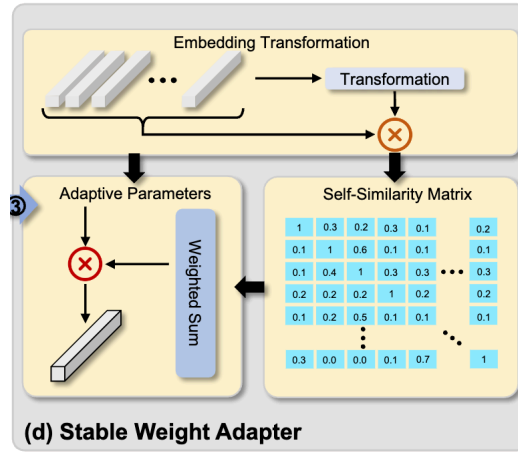 Embedding Transformation
Transformation
③
Adaptive Parameters
Weighted Sum
Self-Similarity Matrix
1 0.3 0.2 0.3 0.1 0.2
0.1 1 0.6 0.1 0.1 0.1
0.1 0.4 1 0.3 0.3 0.3
0.2 0.2 0.2 1 0.2 0.2
0.1 0.2 0.5 0.1 0.1 0.1
0.3 0.0 0.0 0.1 0.7 1
(d) Stable Weight Adapter